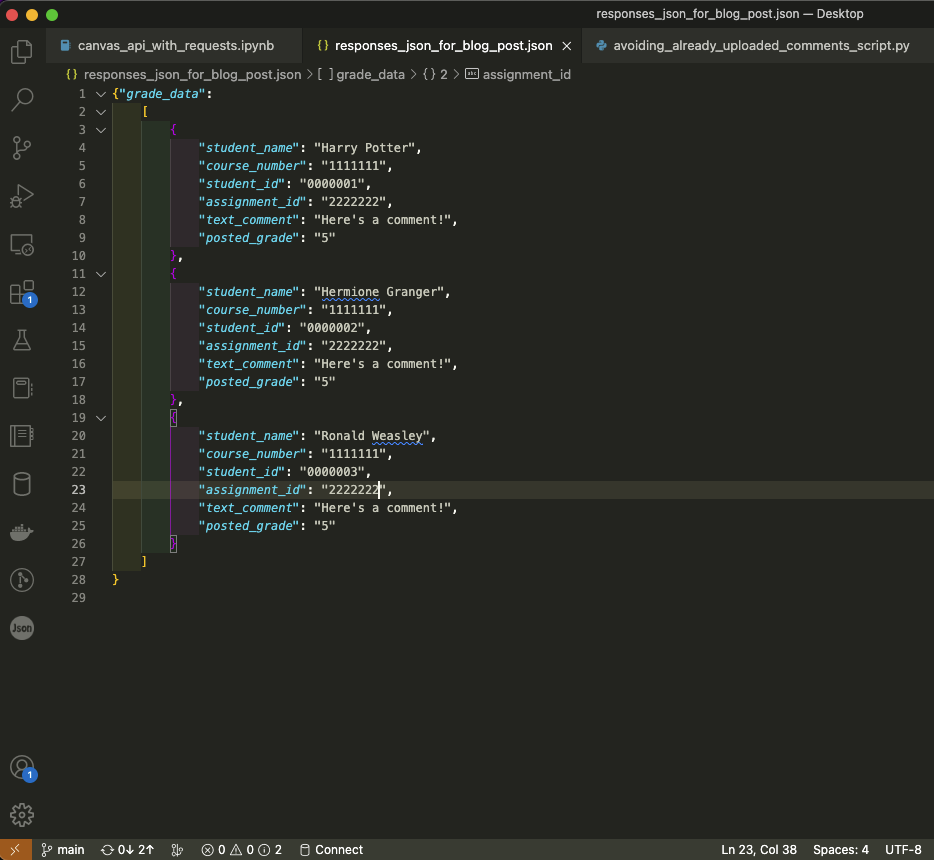 responses_json_for_blog_post.json — Desktop
canvas_api_with_requests.ipynb
{} responses_json_for_blog_post.json
avoiding_already_uploaded_comments_script.py
{} responses_json_for_blog_post.json > [ ] grade_data > {} 2 > abc assignment_id
1 {"grade_data":
2 [
3 {
4 "student_name": "Harry Potter",
5 "course_number": "1111111",
6 "student_id": "0000001",
7 "assignment_id": "2222222",
8 "text_comment": "Here's a comment!",
9 "posted_grade": "5"
10 },
11 {
12 "student_name": "Hermione Granger",
13 "course_number": "1111111",
14 "student_id": "0000002",
15 "assignment_id": "2222222",
16 "text_comment": "Here's a comment!",
17 "posted_grade": "5"
18 },
19 {
20 "student_name": "Ronald Weasley",
21 "course_number": "1111111",
22 "student_id": "0000003",
23 "assignment_id": "2222222",
24 "text_comment": "Here's a comment!",
25 "posted_grade": "5"
26 }
27 ]
28 }
29
1
Json
1
main 0↓ 2↑ 0 0 2 Connect Ln 23, Col 38 Spaces: 4 UTF-8